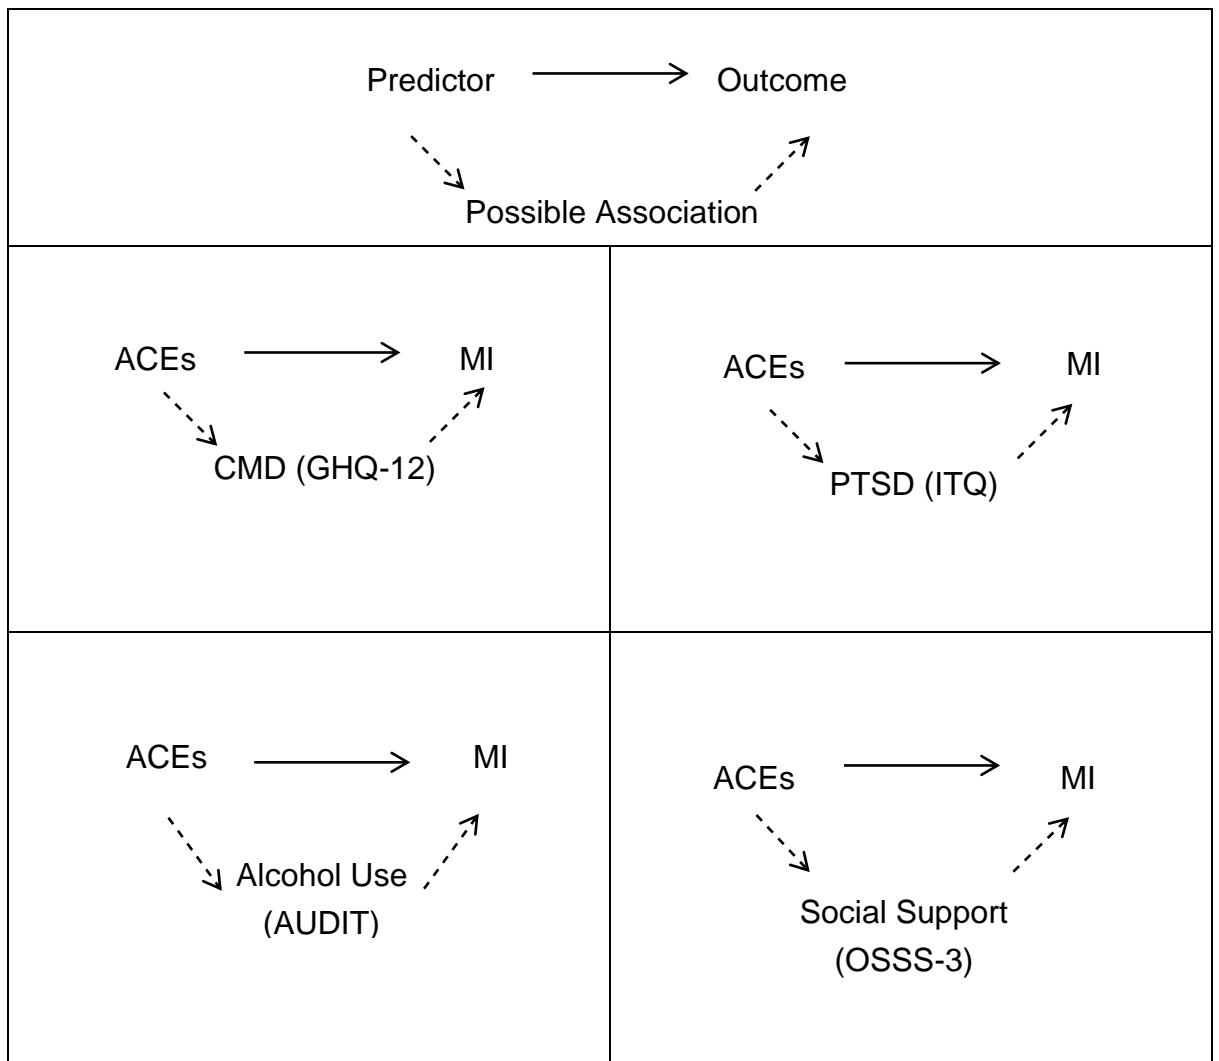 Predictor Outcome
Possible Association
ACEs MI
CMD (GHQ-12)
ACEs MI
PTSD (ITQ)
ACEs MI
Alcohol Use
(AUDIT)
ACEs MI
Social Support
(OSSS-3)